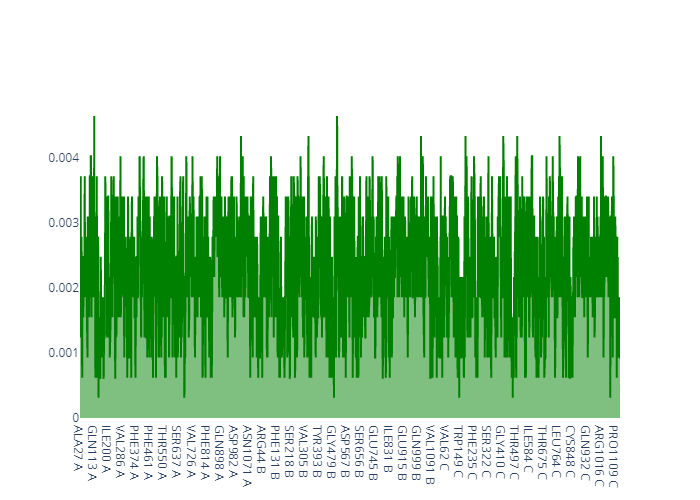 0.004
0.003
0.002
0.001
0
ALA27 A
GLN113 A
ILE200 A
VAL286 A
PHE374 A
PHE461 A
THR550 A
SER637 A
VAL726 A
PHE814 A
GLN898 A
ASP982 A
ASN1071 A
ARG44 B
PHE131 B
SER218 B
VAL305 B
TYR393 B
GLY479 B
ASP567 B
SER656 B
GLU745 B
ILE831 B
GLU915 B
GLN999 B
VAL1091 B
VAL62 C
TRP149 C
PHE235 C
SER322 C
GLY410 C
THR497 C
ILE584 C
THR675 C
LEU764 C
CYS848 C
GLN932 C
ARG1016 C
PRO1109 C